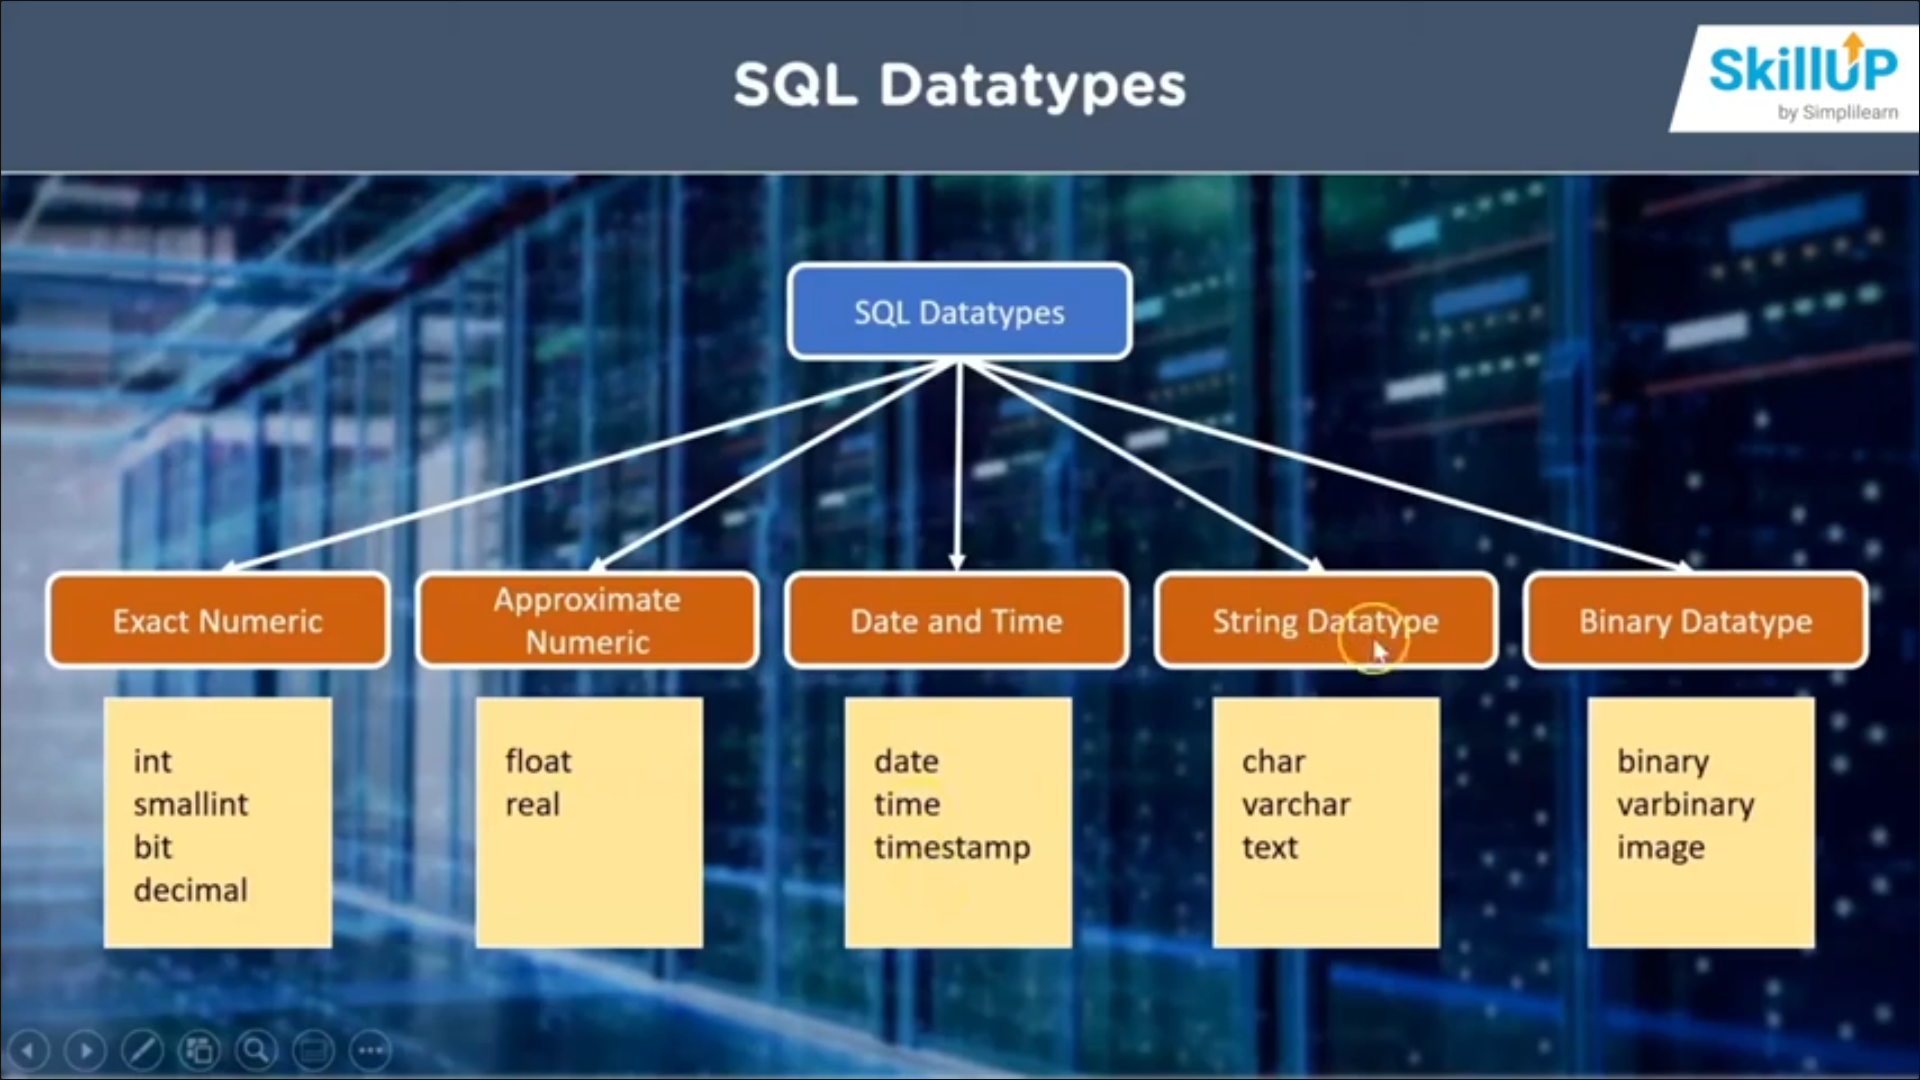 SQL Datatypes
SkillUP
by Simplilearn
SQL Datatypes
Exact Numeric
Approximate
Numeric
Date and Time
String Datatype
Binary Datatype
int
smallint
bit
decimal
float
real
date
time
timestamp
char
varchar
text
binary
varbinary
image